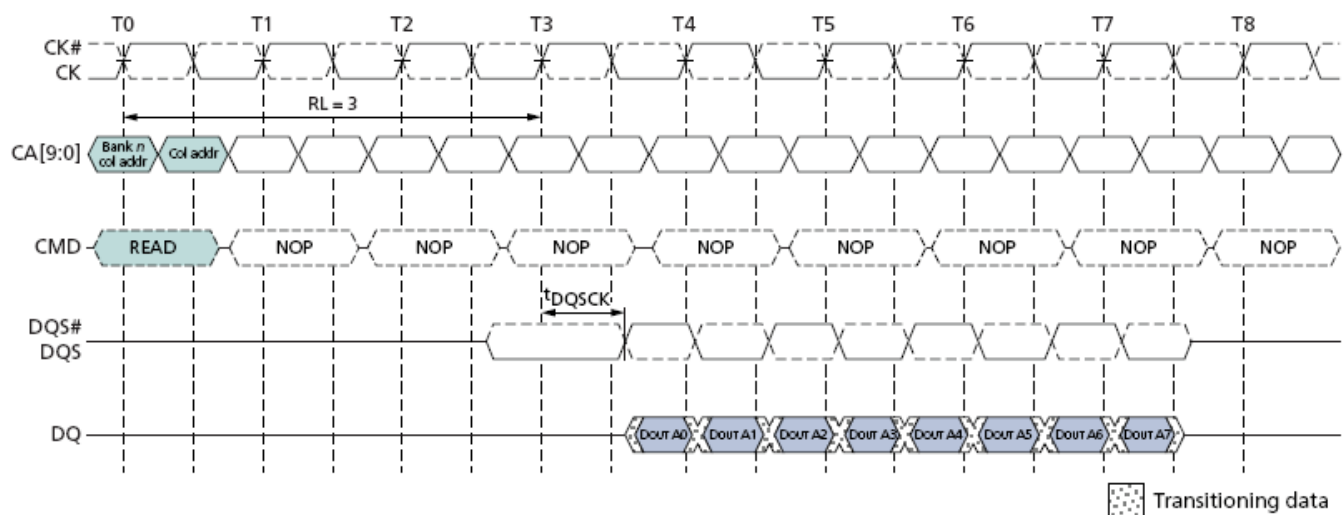 T0 T1 T2 T3 T4 T5 T6 T7 T8
CK#
CK
RL = 3
CA[9:0] Bank n col addr Col addr
CMD READ NOP NOP NOP NOP NOP NOP NOP NOP
tDQSCK
DQS#
DQS
DQ DOUT A0 DOUT A1 DOUT A2 DOUT A3 DOUT A4 DOUT A5 DOUT A6 DOUT A7
Transitioning data